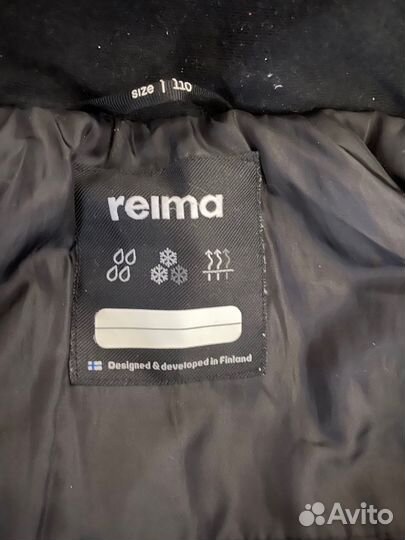 size | 110
reima
Designed & developed in Finland
Avito